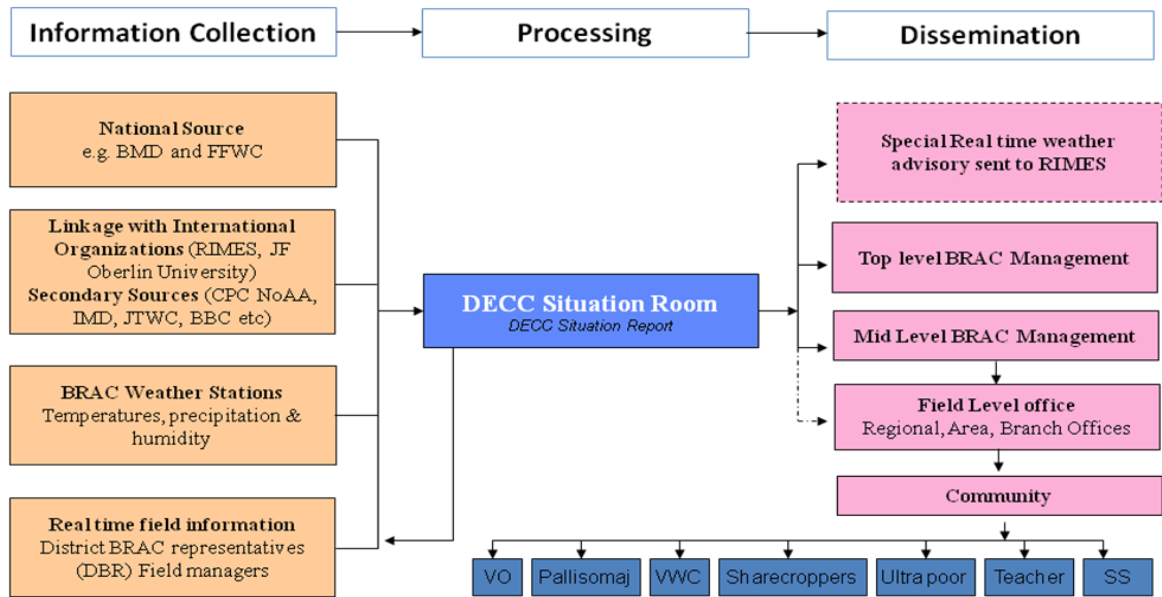 Information Collection
Processing
Dissemination
National Source
e.g. BMD and FFWC
Linkage with International
Organizations (RIMES, JF
Oberlin University)
Secondary Sources (CPC NoAA,
IMD, JTWC, BBC etc)
BRAC Weather Stations
Temperatures, precipitation &
humidity
Real time field information
District BRAC representatives
(DBR) Field managers
DECC Situation Room
DECC Situation Report
Special Real time weather
advisory sent to RIMES
Top level BRAC Management
Mid Level BRAC Management
Field Level office
Regional, Area, Branch Offices
Community
VO
Pallisomaj
VWC
Sharecroppers
Ultra poor
Teacher
SS